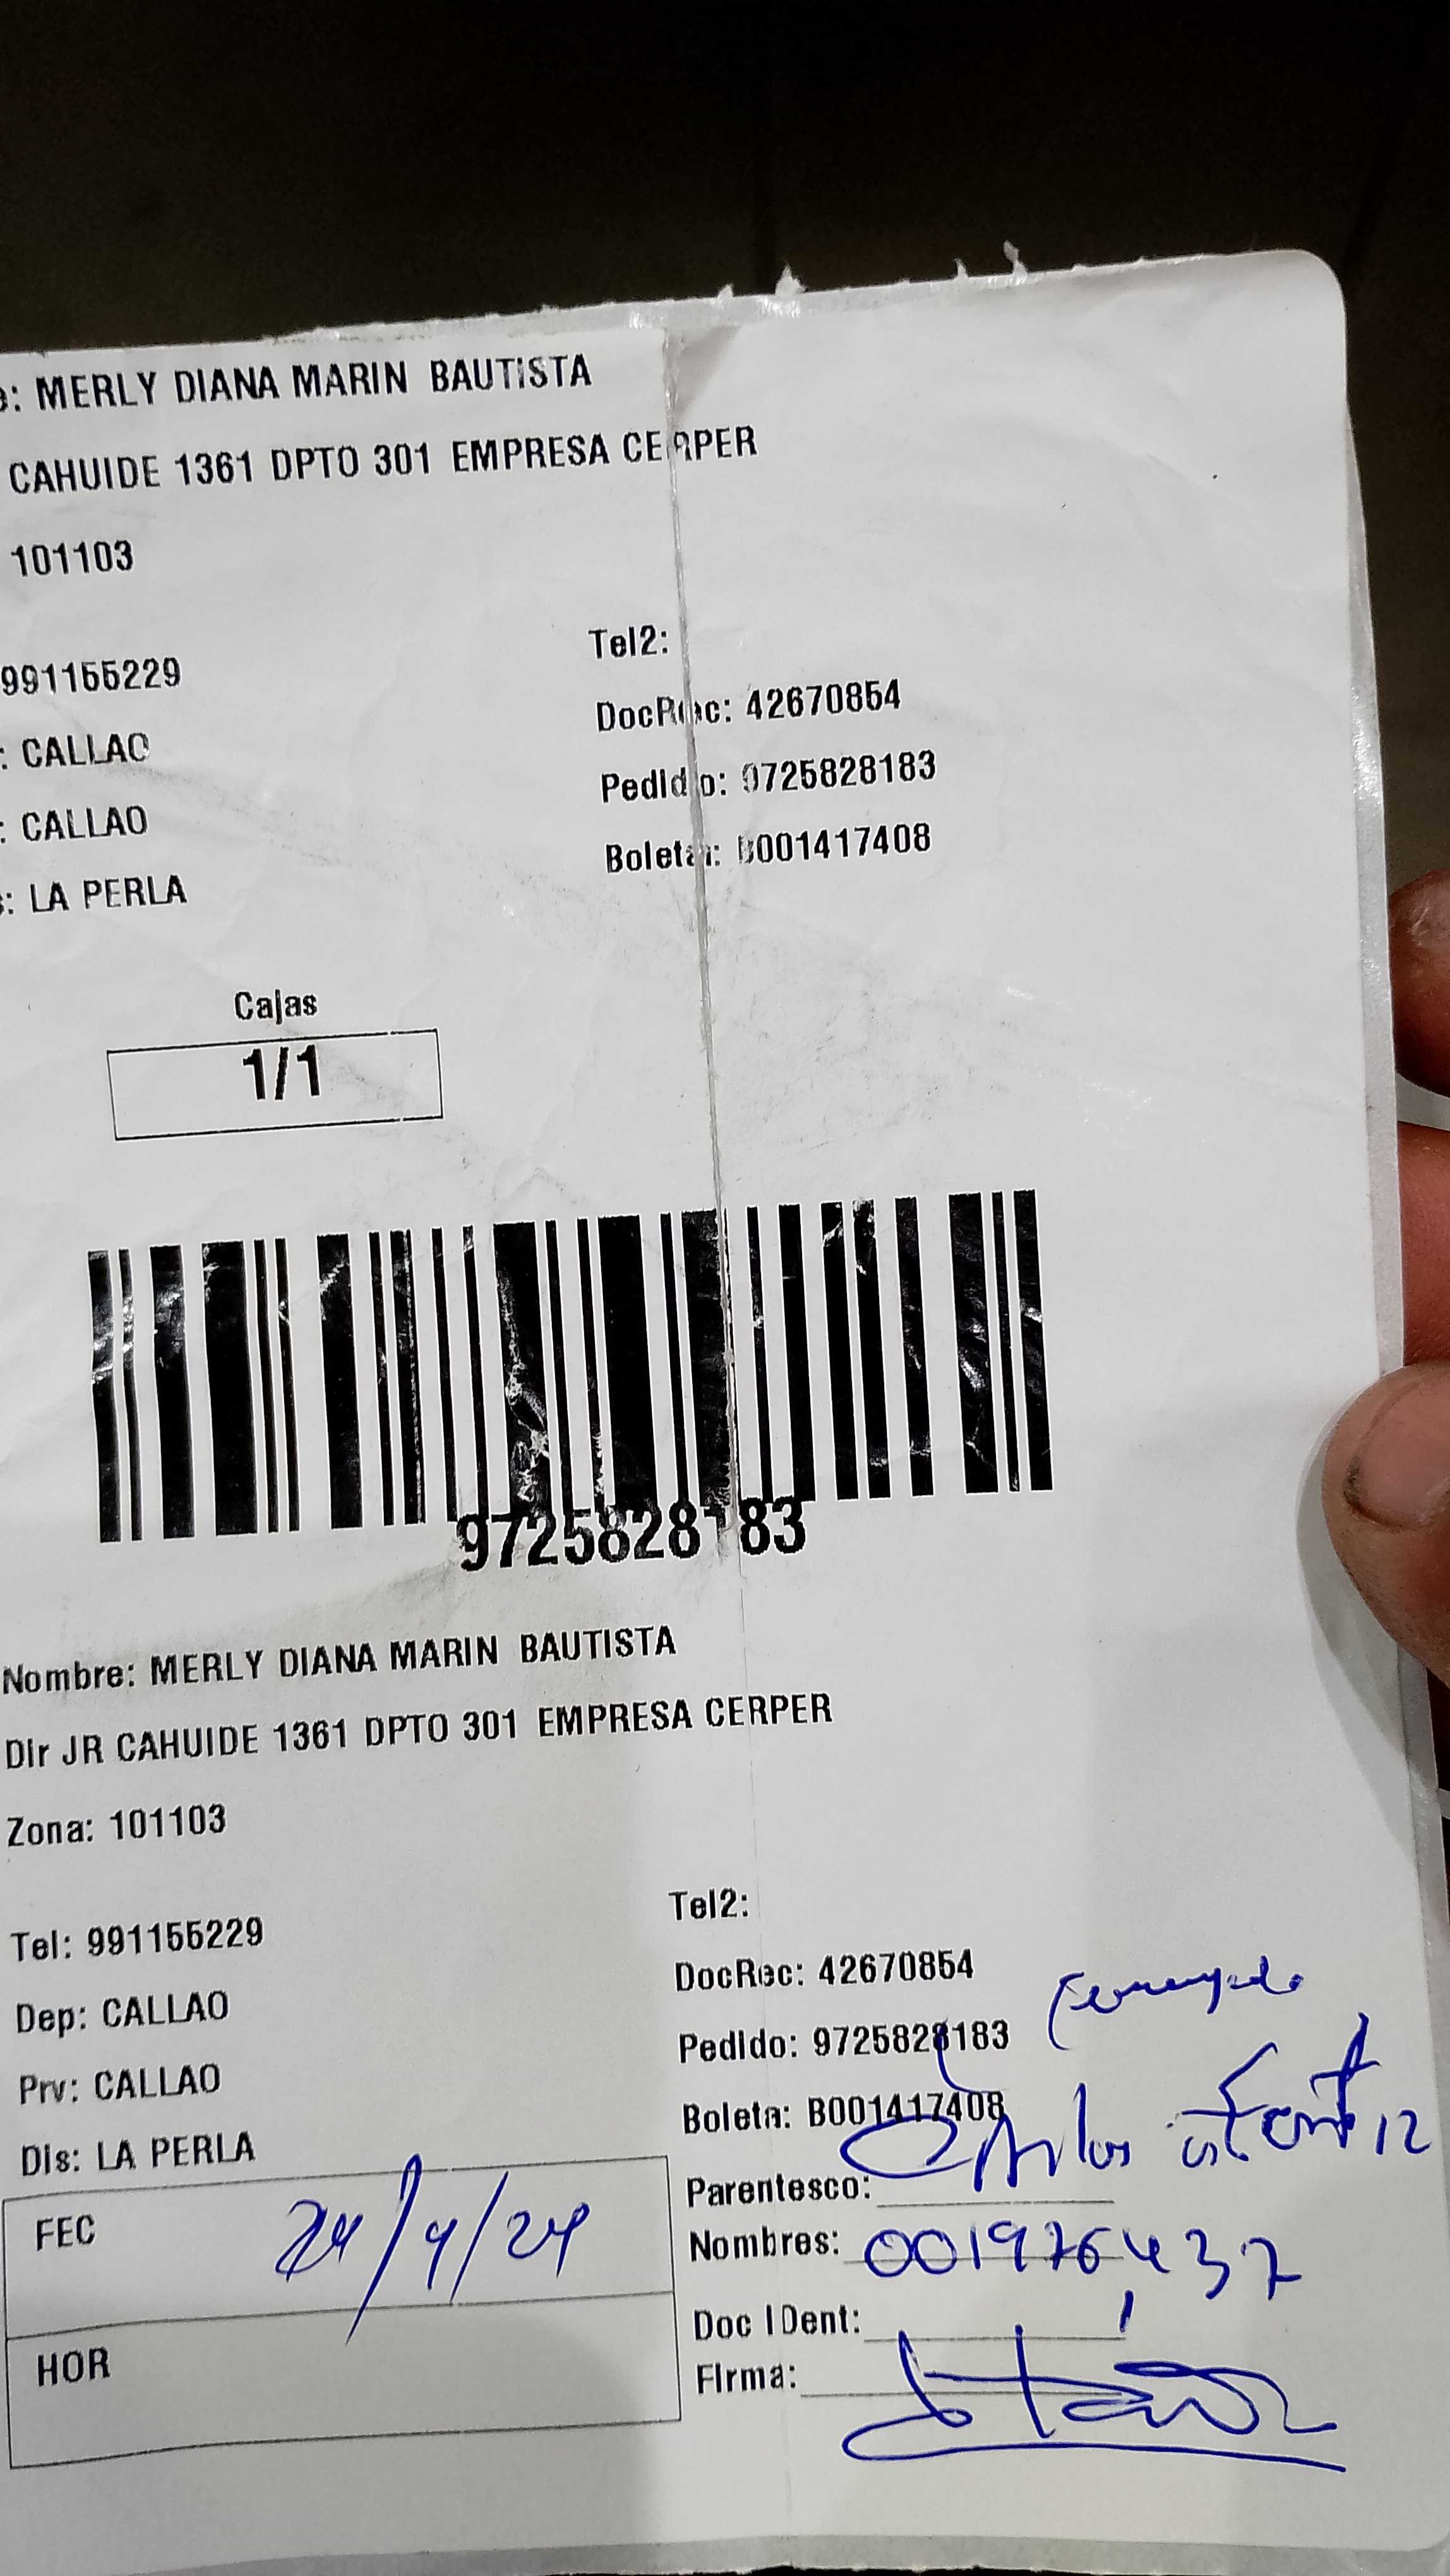 : MERLY DIANA MARIN BAUTISTA
CAHUIDE 1361 DPTO 301 EMPRESA CERPER
101103
991155229
Tel2:
: CALLAO
DocRec: 42670854
: CALLAO
Pedido: 9725828183
: LA PERLA
Boleta: B001417408
Cajas
1/1
9725828183
Nombre: MERLY DIANA MARIN BAUTISTA
Dir JR CAHUIDE 1361 DPTO 301 EMPRESA CERPER
Zona: 101103
Tel: 991155229
Tel2:
Dep: CALLAO
DocRec: 42670854
Prv: CALLAO
Pedido: 9725828183
Dis: LA PERLA
Boleta: B001417408
Carlos
FEC 24/4/24
Parentesco:
Nombres: 001976437
HOR
Doc IDent:
Firma: